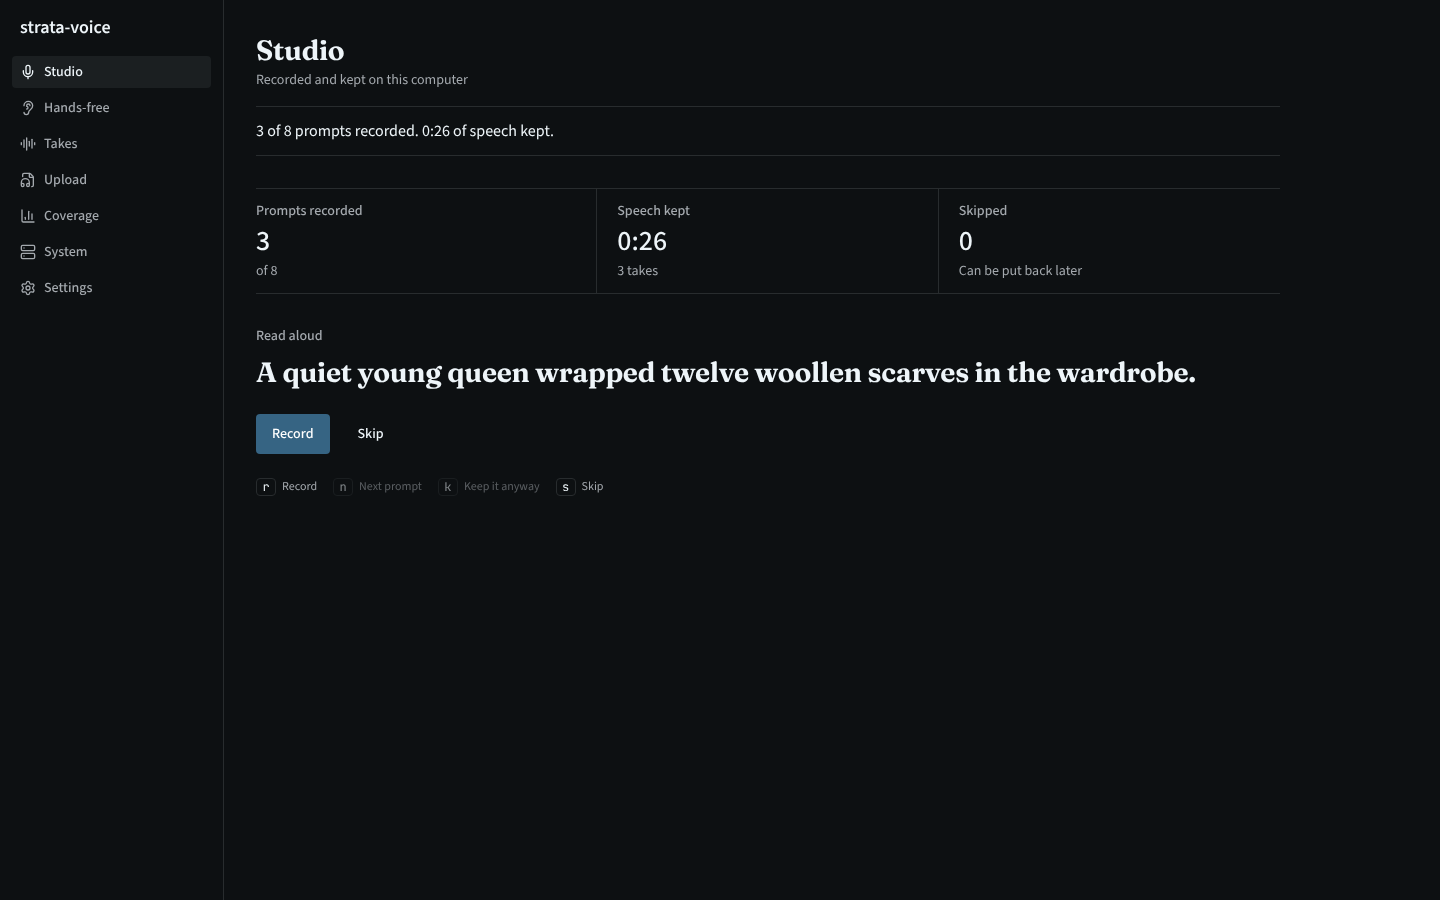 strata-voice
Studio
Hands-free
Takes
Upload
Coverage
System
Settings
Studio
Recorded and kept on this computer
3 of 8 prompts recorded. 0:26 of speech kept.
Prompts recorded
3
of 8
Speech kept
0:26
3 takes
Skipped
0
Can be put back later
Read aloud
A quiet young queen wrapped twelve woollen scarves in the wardrobe.
Record Skip
r Record n Next prompt k Keep it anyway s Skip